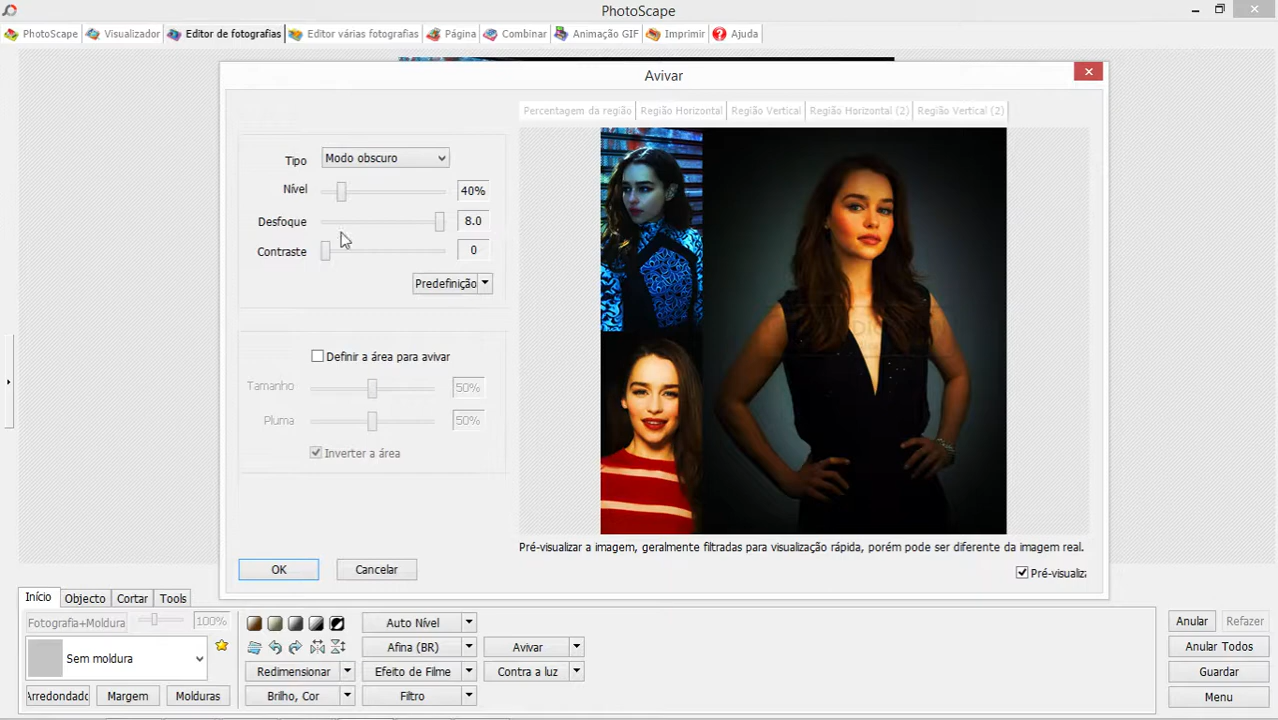 PhotoScape
PhotoScape Visualizador Editor de fotografias Editor várias fotografias Página Combinar Animação GIF Imprimir Ajuda
Avivar
Percentagem da região Região Horizontal Região Vertical Região Horizontal (2) Região Vertical (2)
Tipo Modo obscuro
Nível 40%
Desfoque 8.0
Contraste 0
Predefinição
Definir a área para avivar
Tamanho 50%
Pluma 50%
Inverter a área
Pré-visualizar a imagem, geralmente filtradas para visualização rápida, porém pode ser diferente da imagem real.
OK Cancelar
Pré-visualiz
Início Objecto Cortar Tools
Fotografia+Moldura 100%
Sem moldura
Arredondado Margem Molduras
Auto Nível
Afina (BR) Avivar
Redimensionar Efeito de Filme Contra a luz
Brilho, Cor Filtro
Anular Refazer
Anular Todos
Guardar
Menu